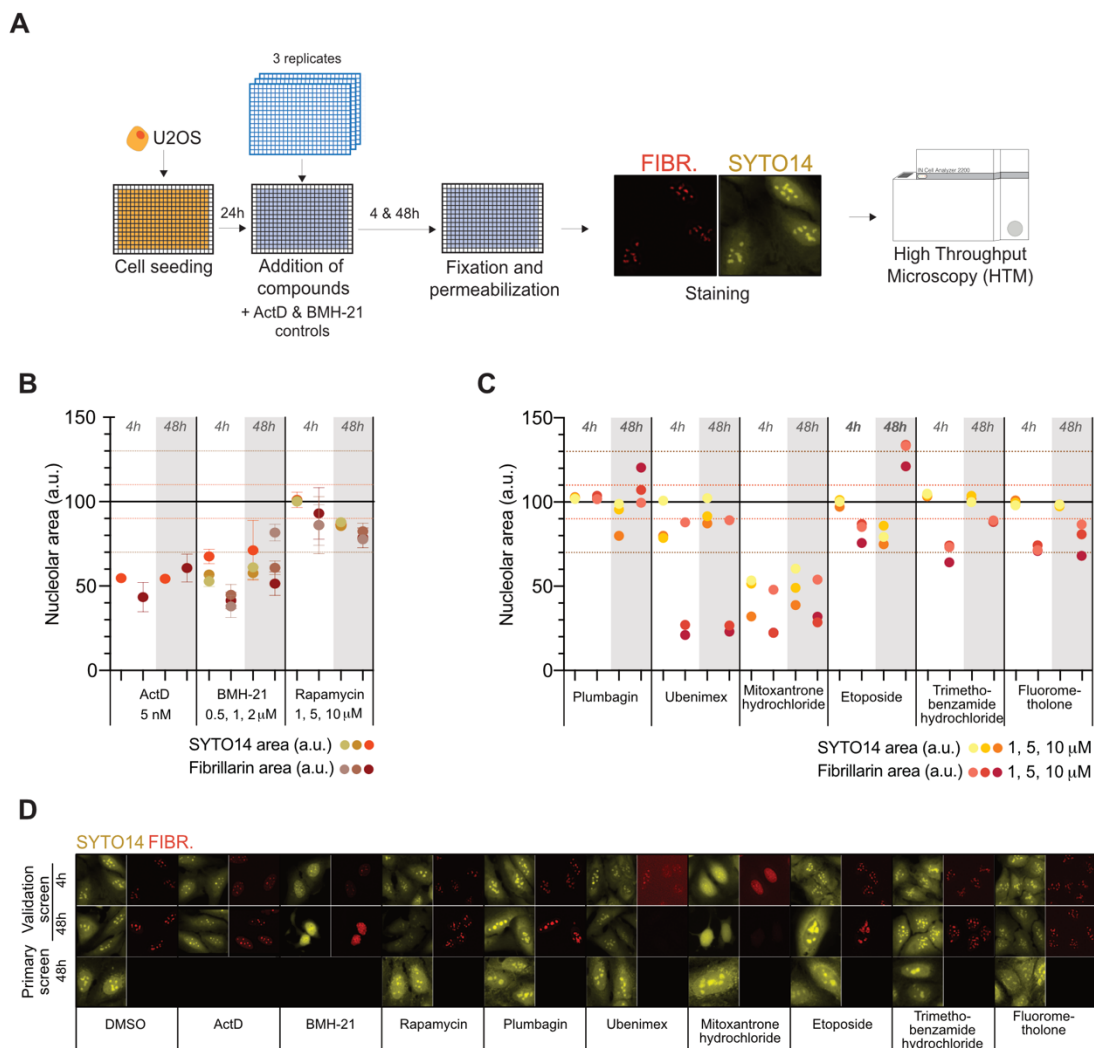 A
3 replicates
U2OS
FIBR. SYTO14
IN Cell Analyzer 2200
24h
4 & 48h
Cell seeding
Addition of
compounds
+ ActD & BMH-21
controls
Fixation and
permeabilization
Staining
High Throughput
Microscopy (HTM)
B
Nucleolar area (a.u.)
150
100
50
0
4h 48h 4h 48h 4h 48h
ActD
5 nM
BMH-21
0.5, 1, 2 µM
Rapamycin
1, 5, 10 µM
SYTO14 area (a.u.)
Fibrillarin area (a.u.)
C
Nucleolar area (a.u.)
150
100
50
0
4h 48h 4h 48h 4h 48h 4h 48h 4h 48h 4h 48h
Plumbagin
Ubenimex
Mitoxantrone
hydrochloride
Etoposide
Trimetho-
benzamide
hydrochloride
Fluorome-
tholone
SYTO14 area (a.u.) 1, 5, 10 µM
Fibrillarin area (a.u.) 1, 5, 10 µM
D
SYTO14 FIBR.
Validation
screen
4h
48h
Primary
screen
48h
DMSO
ActD
BMH-21
Rapamycin
Plumbagin
Ubenimex
Mitoxantrone
hydrochloride
Etoposide
Trimetho-
benzamide
hydrochloride
Fluorome-
tholone